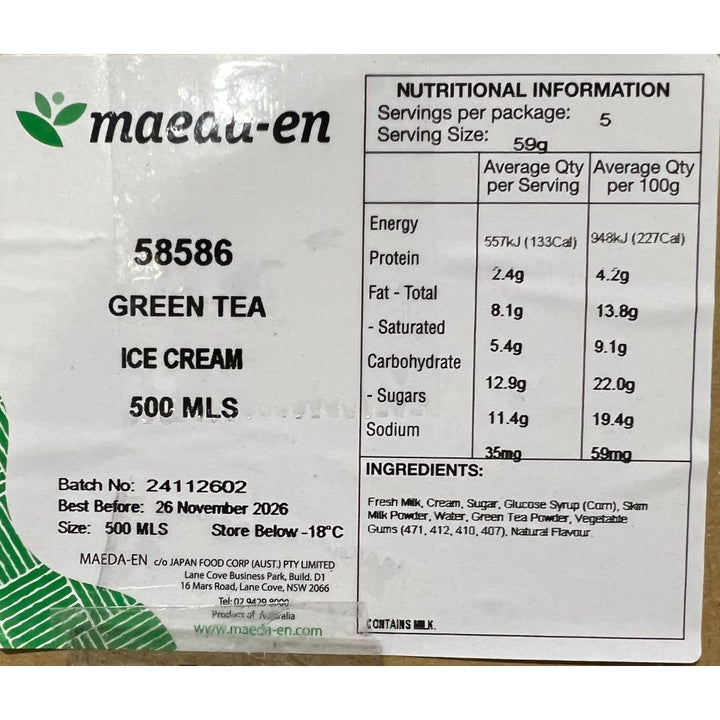 maeda-en
58586
GREEN TEA
ICE CREAM
500 MLS
Batch No: 24112602
Best Before: 26 November 2026
Size: 500 MLS Store Below -18°C
MAEDA-EN c/o JAPAN FOOD CORP (AUST.) PTY LIMITED
Lane Cove Business Park, Build. D1
16 Mars Road, Lane Cove, NSW 2066
Tel: 02 9429 8000
Product of Australia
www.maeda-en.com
NUTRITIONAL INFORMATION
Servings per package: 5
Serving Size: 59g
Average Qty per Serving Average Qty per 100g
Energy 557kJ (133Cal) 948kJ (227Cal)
Protein 2.4g 4.2g
Fat - Total 8.1g 13.8g
- Saturated 5.4g 9.1g
Carbohydrate 12.9g 22.0g
- Sugars 11.4g 19.4g
Sodium 35mg 59mg
INGREDIENTS:
Fresh Milk, Cream, Sugar, Glucose Syrup (Corn), Skim
Milk Powder, Water, Green Tea Powder, Vegetable
Gums (471, 412, 410, 407), Natural Flavour.
CONTAINS MILK.